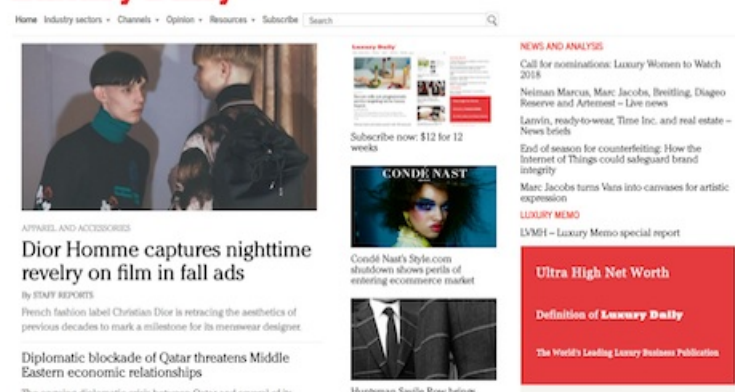 Home Industry sectors Channels Opinion Resources Subscribe Search
APPAREL AND ACCESSORIES
Dior Homme captures nighttime
revelry on film in fall ads
By STAFF REPORTS
French fashion label Christian Dior is retracing the aesthetics of
previous decades to mark a milestone for its menswear designer.
Diplomatic blockade of Qatar threatens Middle
Eastern economic relationships
Luxury Daily
Subscribe now: $12 for 12
weeks
CONDÉ NAST
Condé Nast's Style.com
shutdown shows perils of
entering ecommerce market
Huntsman Savile Row brings
NEWS AND ANALYSIS
Call for nominations: Luxury Women to Watch
2018
Neiman Marcus, Marc Jacobs, Breitling, Diageo
Reserve and Artemest – Live news
Lanvin, ready-to-wear, Time Inc. and real estate –
News briefs
End of season for counterfeiting: How the
Internet of Things could safeguard brand
integrity
Marc Jacobs turns Vans into canvases for artistic
expression
LUXURY MEMO
LVMH – Luxury Memo special report
Ultra High Net Worth
Definition of Luxury Daily
The World's Leading Luxury Business Publication